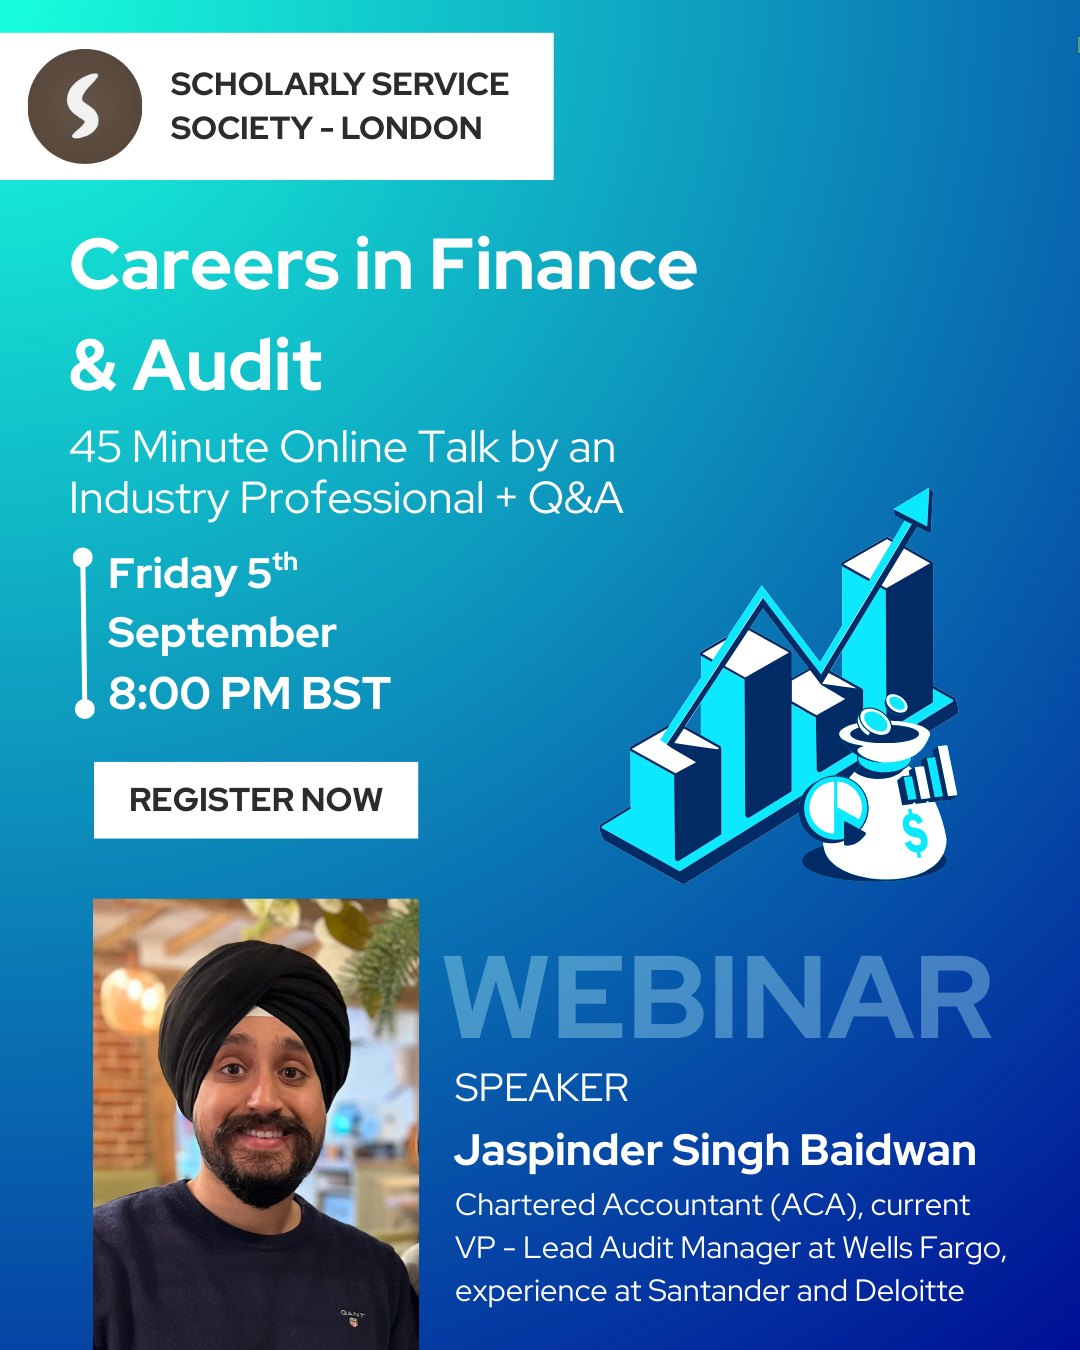 SCHOLARLY SERVICE
SOCIETY - LONDON
Careers in Finance
& Audit
45 Minute Online Talk by an
Industry Professional + Q&A
Friday 5th
September
8:00 PM BST
REGISTER NOW
$
WEBINAR
SPEAKER
Jaspinder Singh Baidwan
Chartered Accountant (ACA), current
VP - Lead Audit Manager at Wells Fargo,
experience at Santander and Deloitte
GANT